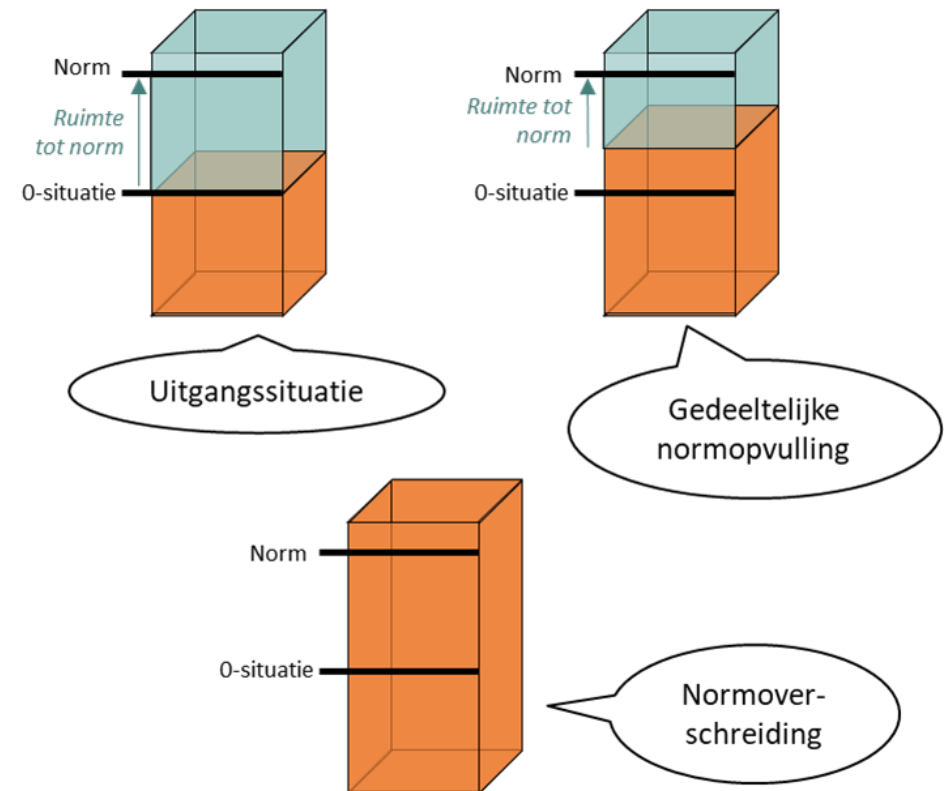 Norm
Ruimte
tot norm
0-situatie
Uitgangssituatie
Norm
Ruimte tot
norm
0-situatie
Gedeeltelijke
normopvulling
Norm
0-situatie
Normover-
schreiding